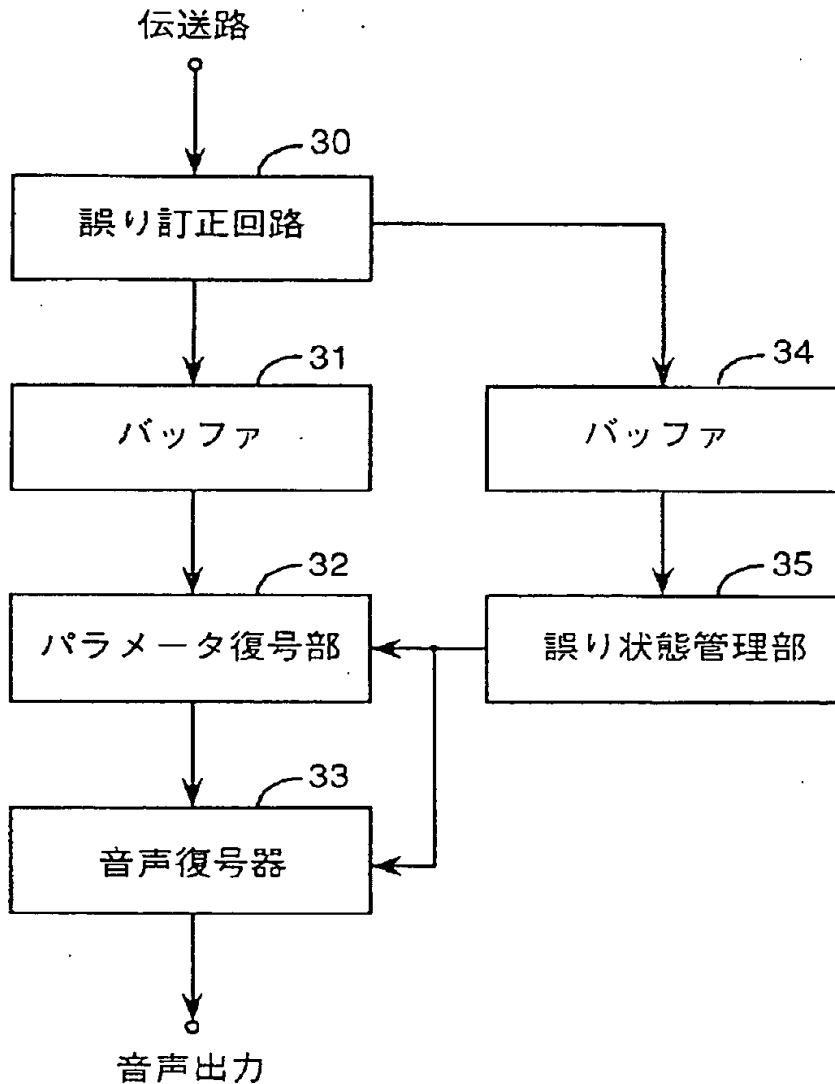 伝送路
30
誤り訂正回路
31
バッファ
34
バッファ
32
パラメータ復号部
35
誤り状態管理部
33
音声復号器
音声出力